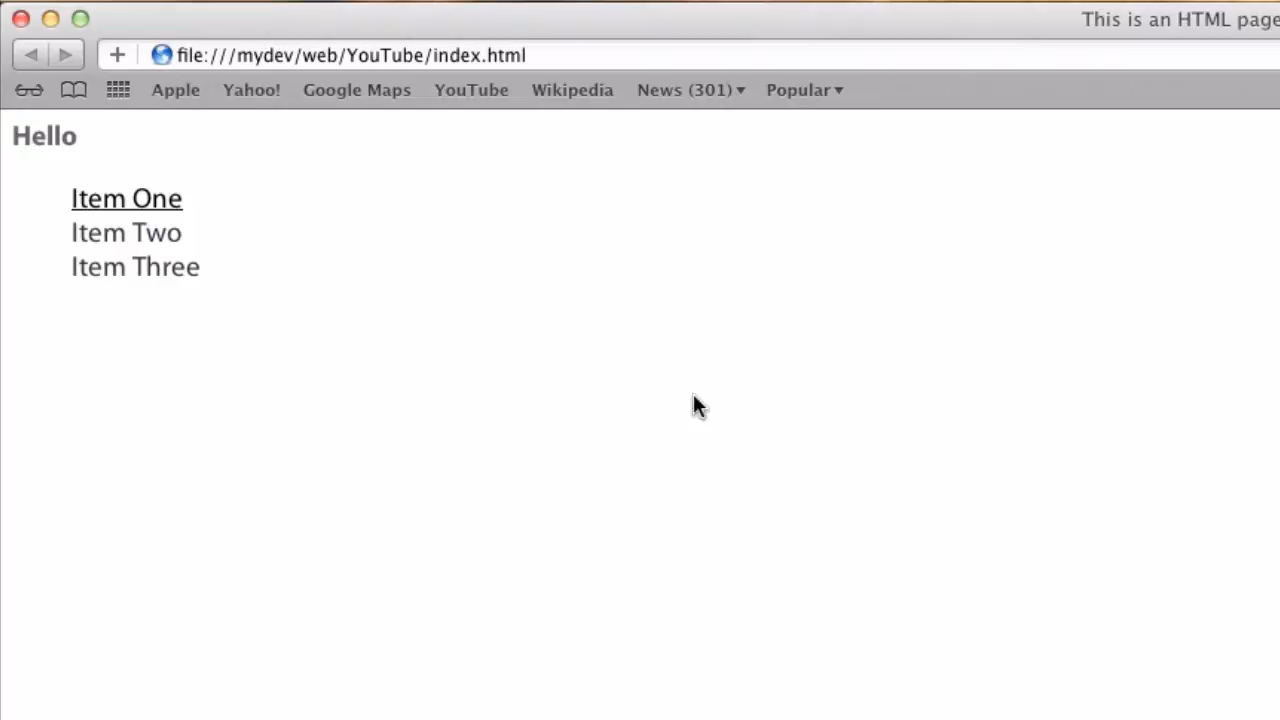 This is an HTML page
file:///mydev/web/YouTube/index.html
Apple Yahoo! Google Maps YouTube Wikipedia News (301) Popular
Hello
Item One
Item Two
Item Three